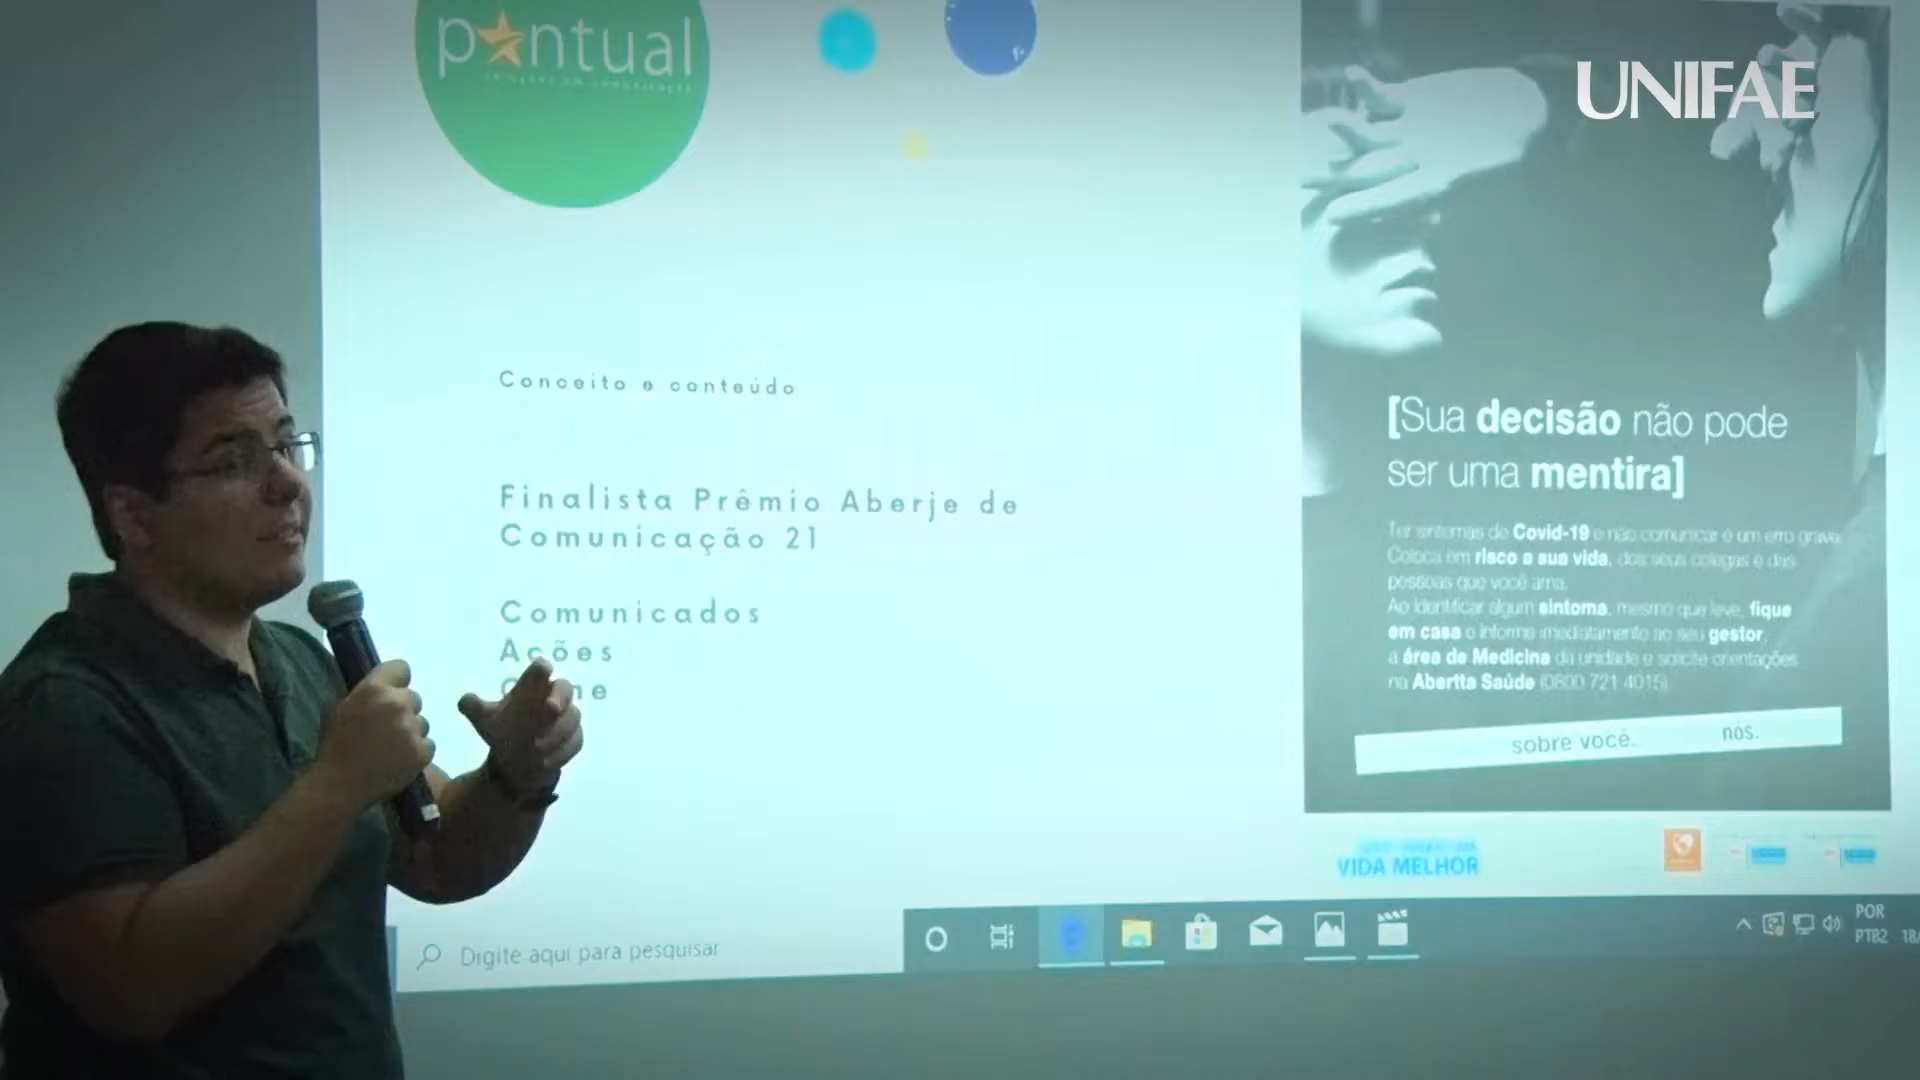 pontual
UNIFAE
Conceito e conteúdo
Finalista Prêmio Aberje de
Comunicação 21
Comunicados
Ações
[Sua decisão não pode
ser uma mentira]
Ter sintomas de Covid-19 e não comunicar é um erro grave.
Coloca em risco a sua vida, dos seus colegas e das
pessoas que você ama.
Ao identificar algum sintoma, mesmo que leve, fique
em casa e informe imediatamente ao seu gestor,
a área de Medicina da unidade e solicite orientações
na Abertta Saúde (0800 721 4015)
sobre você. nós.
VIDA MELHOR
Digite aqui para pesquisar
POR
PTB2 18/